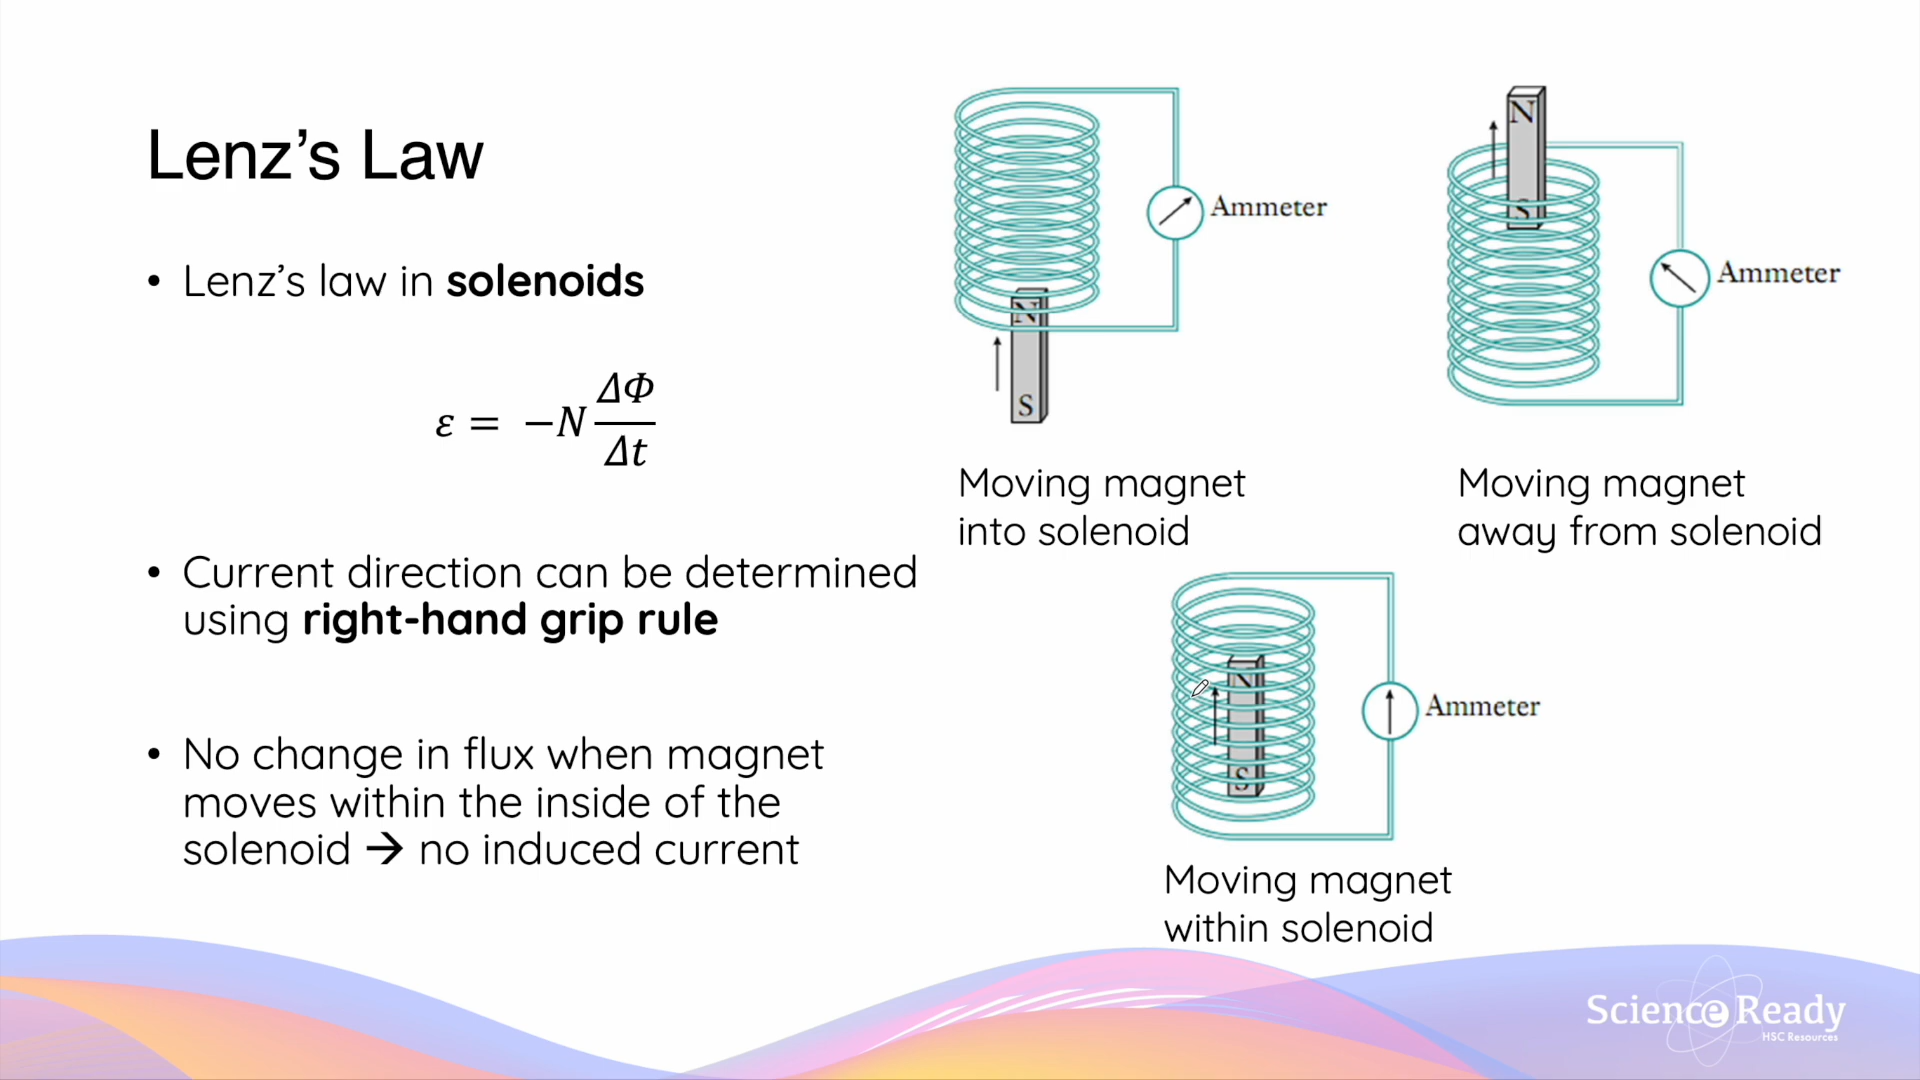 Lenz’s Law
• Lenz’s law in solenoids
ε = −N ΔΦ/Δt
• Current direction can be determined
using right-hand grip rule
• No change in flux when magnet
moves within the inside of the
solenoid → no induced current
N
S
Ammeter
Moving magnet
into solenoid
N
S
Ammeter
Moving magnet
away from solenoid
N
S
Ammeter
Moving magnet
within solenoid
Science Ready
HSC Resources